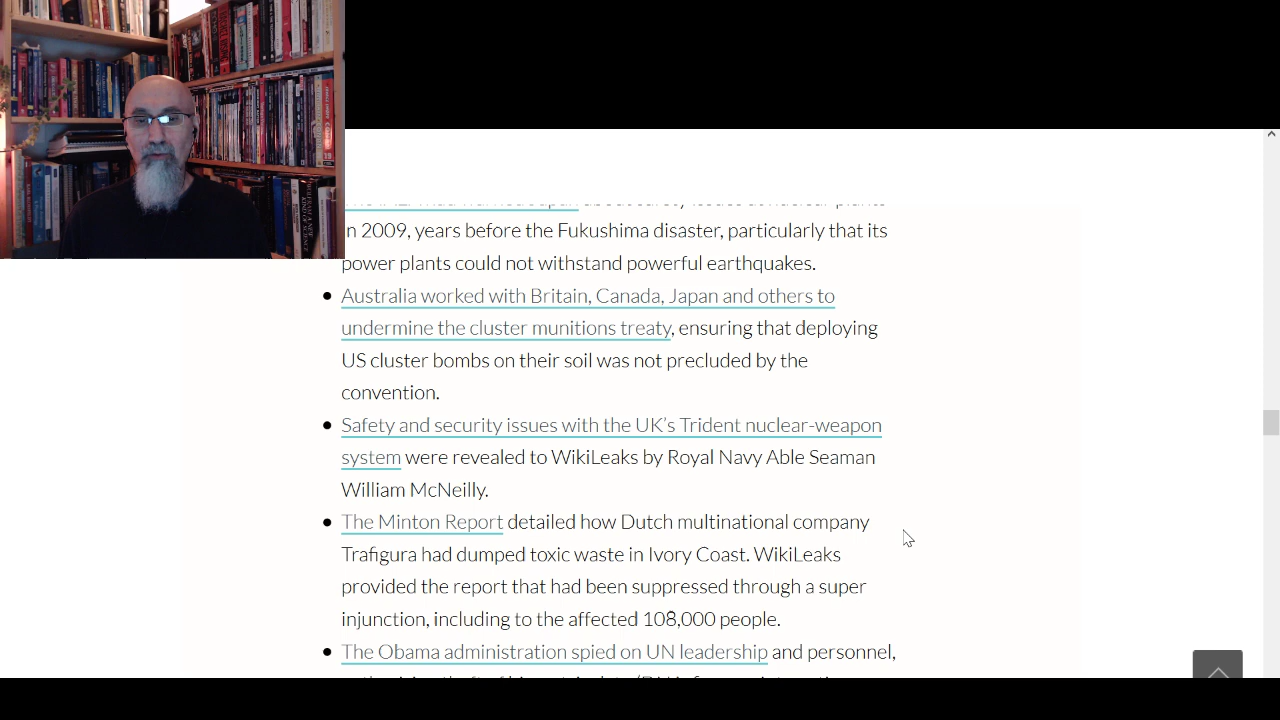 in 2009, years before the Fukushima disaster, particularly that its
power plants could not withstand powerful earthquakes.
• Australia worked with Britain, Canada, Japan and others to
undermine the cluster munitions treaty, ensuring that deploying
US cluster bombs on their soil was not precluded by the
convention.
• Safety and security issues with the UK’s Trident nuclear-weapon
system were revealed to WikiLeaks by Royal Navy Able Seaman
William McNeilly.
• The Minton Report detailed how Dutch multinational company
Trafigura had dumped toxic waste in Ivory Coast. WikiLeaks
provided the report that had been suppressed through a super
injunction, including to the affected 108,000 people.
• The Obama administration spied on UN leadership and personnel,